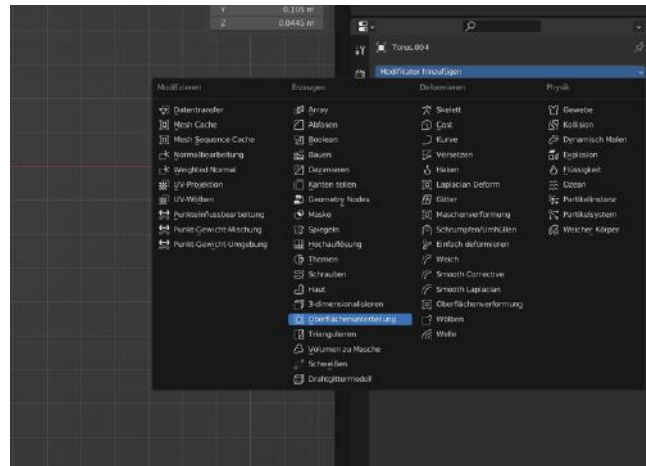 Y 0.105 m
Z 0.0445 m
Torus.004
Modifikator hinzufügen
Modifizieren
Datentransfer
Mesh Cache
Mesh Sequence Cache
Normalbearbeitung
Weighted Normal
UV-Projektion
UV-Wölben
Punkteinflussbearbeitung
Punkt-Gewicht-Mischung
Punkt-Gewicht-Umgebung
Erzeugen
Array
Abfasen
Boolean
Bauen
Dezimieren
Kanten teilen
Geometry Nodes
Maske
Spiegeln
Hochauflösung
Themen
Schrauben
Haut
3-dimensionalisieren
Oberflächenunterteilung
Triangulieren
Volumen zu Masche
Schweißen
Drahtgittermodell
Deformieren
Skelett
Cast
Kurve
Versetzen
Haken
Laplacian Deform
Gitter
Maschenverformung
Schrumpfen/Umhüllen
Einfach deformieren
Weich
Smooth Corrective
Smooth Laplacian
Oberflächenverformung
Wölben
Welle
Physik
Gewebe
Kollision
Dynamisch Malen
Explosion
Flüssigkeit
Ozean
Partikelinstanz
Partikelsystem
Weicher Körper